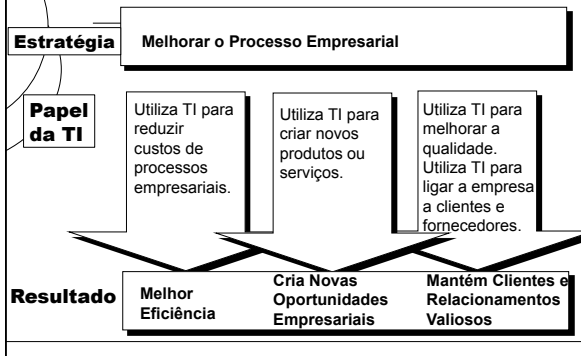 Estratégia
Melhorar o Processo Empresarial
Papel
da TI
Utiliza TI para
reduzir
custos de
processos
empresariais.
Utiliza TI para
criar novos
produtos ou
serviços.
Utiliza TI para
melhorar a
qualidade.
Utiliza TI para
ligar a empresa
a clientes e
fornecedores.
Resultado
Melhor
Eficiência
Cria Novas
Oportunidades
Empresariais
Mantém Clientes e
Relacionamentos
Valiosos